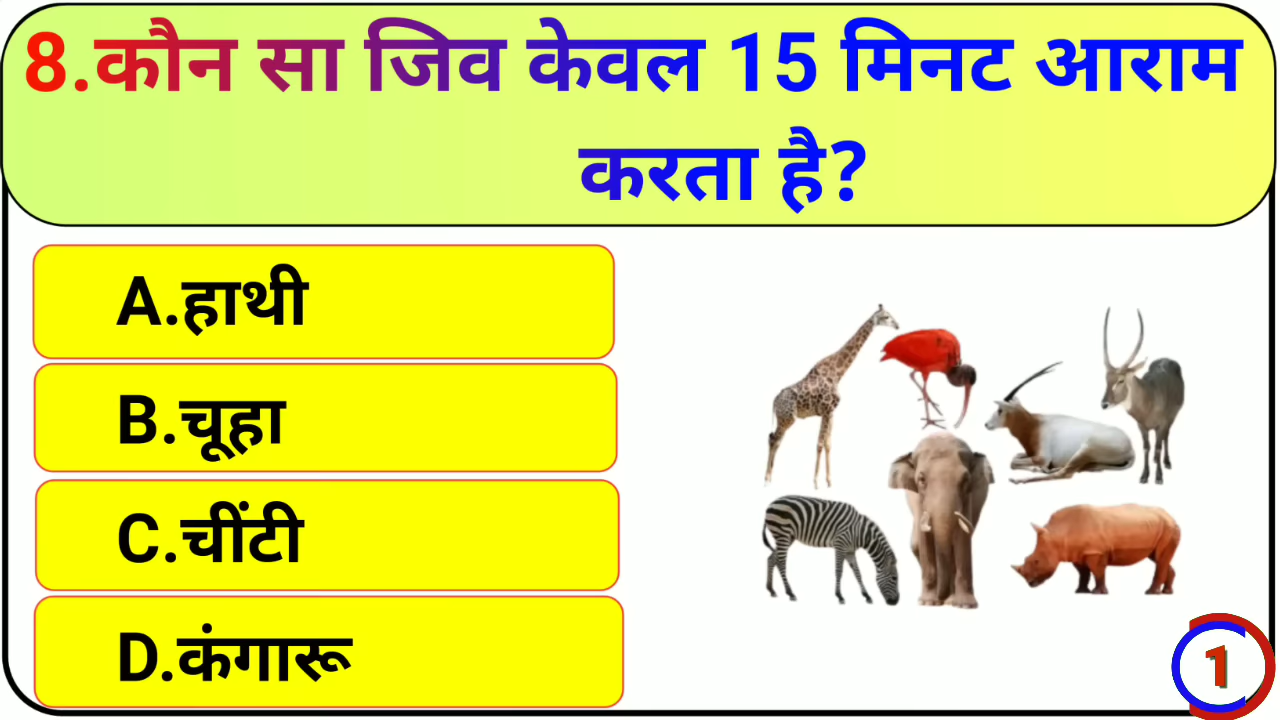 8.कौन सा जिव केवल 15 मिनट आराम
करता है?
A.हाथी
B.चूहा
C.चींटी
D.कंगारू
1